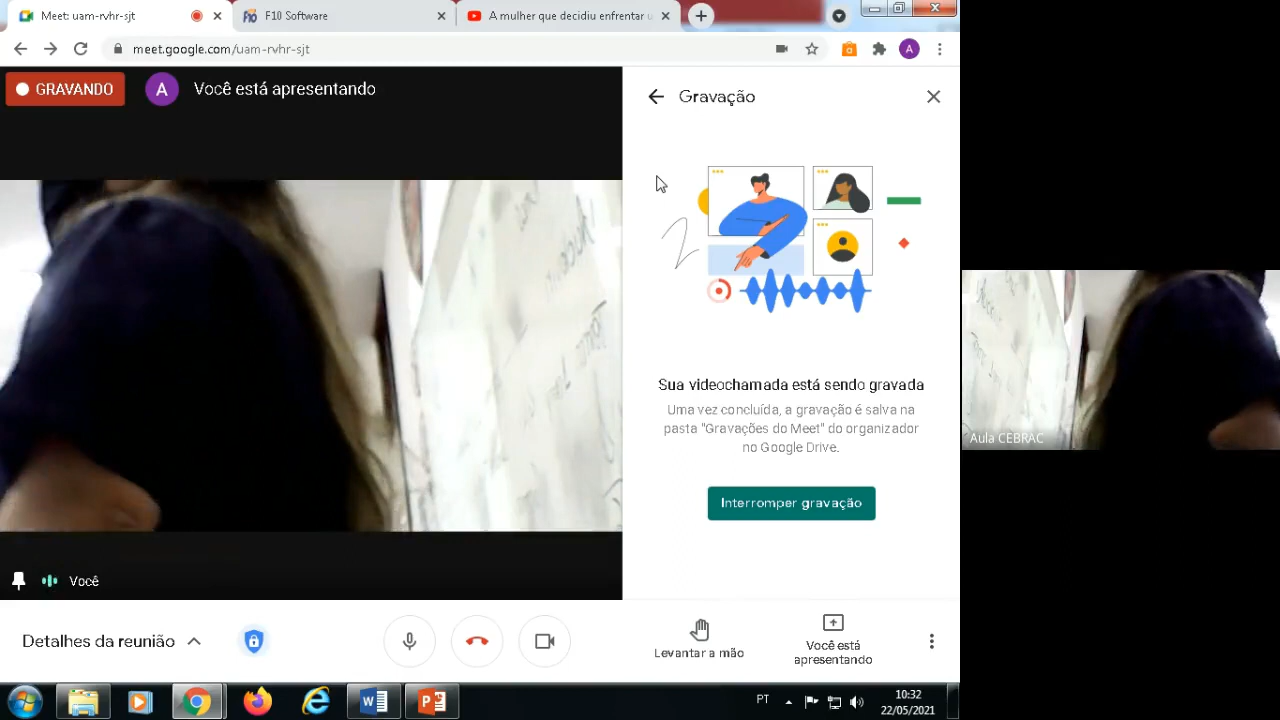 Meet: uam-rvhr-sjt
F10 Software
A mulher que decidiu enfrentar u
meet.google.com/uam-rvhr-sjt
A
GRAVANDO
A
Você está apresentando
Gravação
Sua videochamada está sendo gravada
Uma vez concluída, a gravação é salva na
pasta "Gravações do Meet" do organizador
no Google Drive.
Interromper gravação
Aula CEBRAC
Você
Detalhes da reunião
Levantar a mão
Você está
apresentando
PT
10:32
22/05/2021